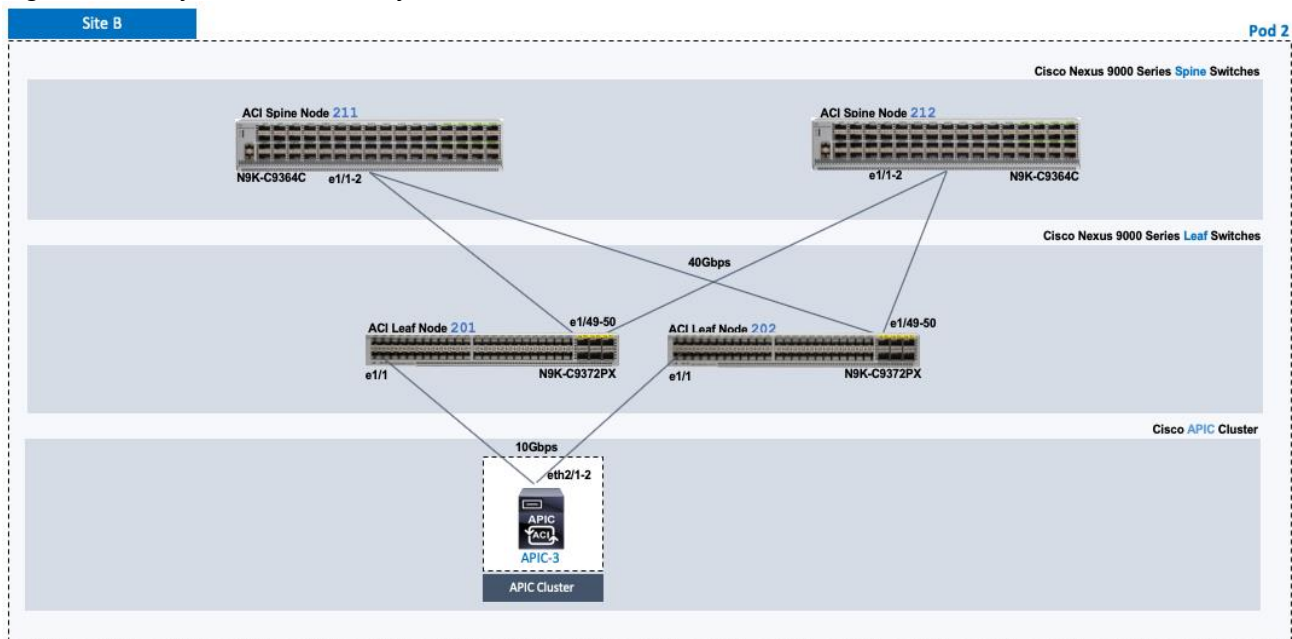 Site B
Pod 2
Cisco Nexus 9000 Series Spine Switches
ACI Spine Node 211
ACI Spine Node 212
N9K-C9364C e1/1-2
e1/1-2 N9K-C9364C
Cisco Nexus 9000 Series Leaf Switches
40Gbps
ACI Leaf Node 201 e1/49-50
ACI Leaf Node 202 e1/49-50
e1/1 N9K-C9372PX
e1/1 N9K-C9372PX
Cisco APIC Cluster
10Gbps
eth2/1-2
APIC
ACI
APIC-3
APIC Cluster